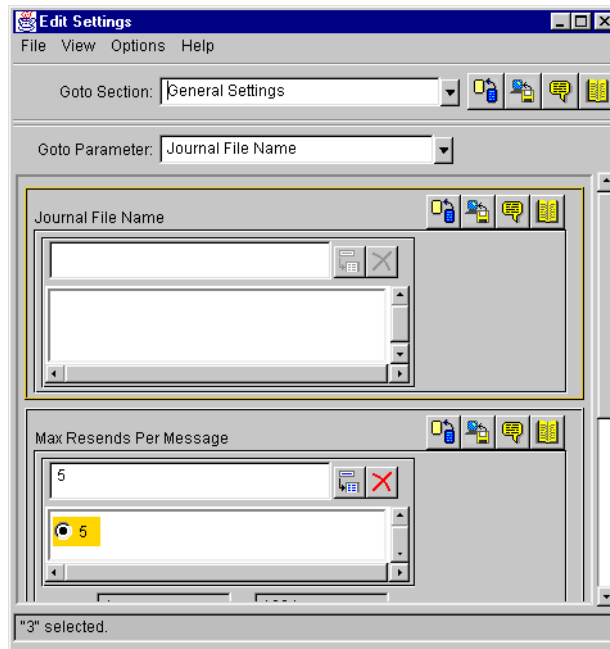 Edit Settings
File View Options Help
Goto Section: General Settings
Goto Parameter: Journal File Name
Journal File Name
Max Resends Per Message
5
5
"3" selected.